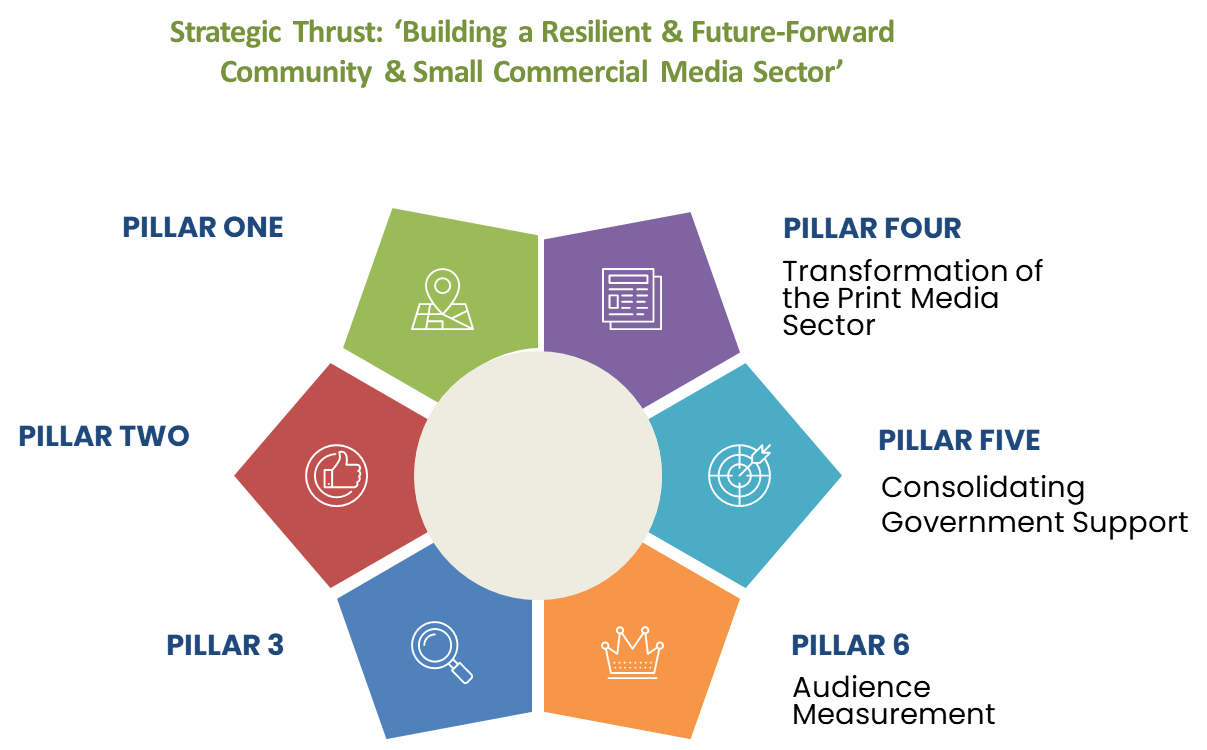 Strategic Thrust: ‘Building a Resilient & Future-Forward
Community & Small Commercial Media Sector’
PILLAR ONE
PILLAR TWO
PILLAR 3
PILLAR FOUR
Transformation of
the Print Media
Sector
PILLAR FIVE
Consolidating
Government Support
PILLAR 6
Audience
Measurement